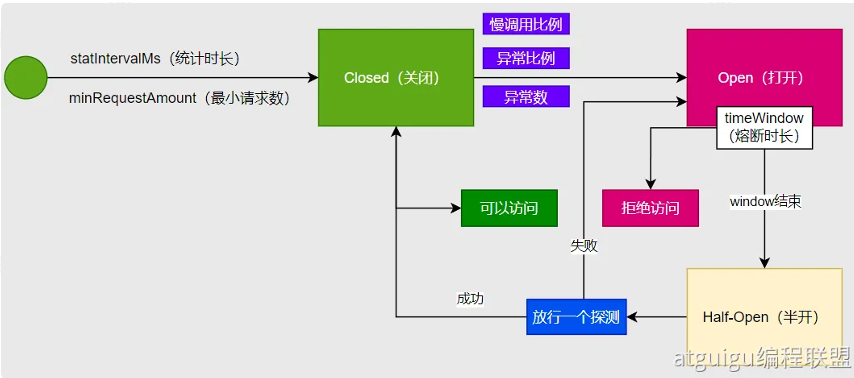 慢调用比例
statIntervalMs（统计时长）
异常比例
Closed（关闭）
Open（打开）
minRequestAmount（最小请求数）
异常数
timeWindow
（熔断时长）
可以访问
拒绝访问
window结束
失败
成功
放行一个探测
Half-Open（半开）
atguigu编程联盟